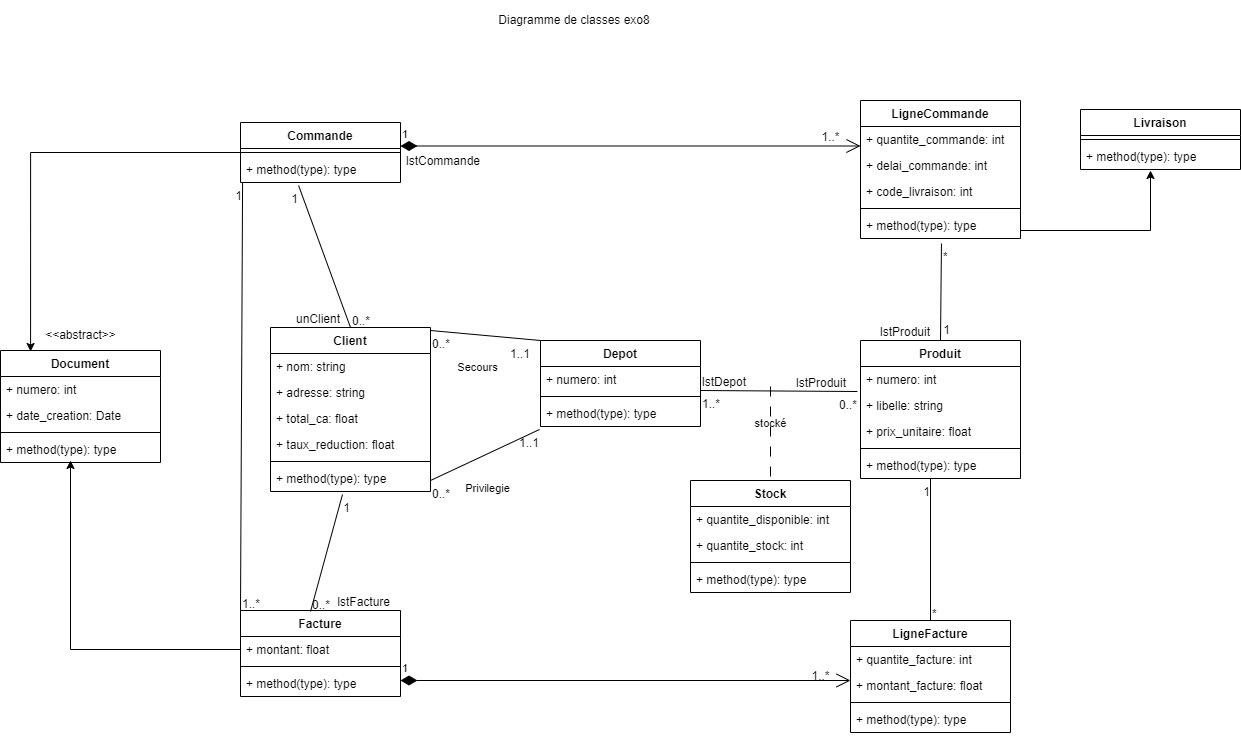 Diagramme de classes exo8
Commande
+ method(type): type
1
lstCommande
1..*
LigneCommande
+ quantite_commande: int
+ delai_commande: int
+ code_livraison: int
+ method(type): type
Livraison
+ method(type): type
1
1
*
unClient
0..*
lstProduit
1
<<abstract>>
Document
+ numero: int
+ date_creation: Date
+ method(type): type
Client
+ nom: string
+ adresse: string
+ total_ca: float
+ taux_reduction: float
+ method(type): type
0..*
Secours
1..1
Depot
+ numero: int
+ method(type): type
lstDepot
1..*
lstProduit
0..*
stocké
Produit
+ numero: int
+ libelle: string
+ prix_unitaire: float
+ method(type): type
1..1
0..*
Privilegie
Stock
+ quantite_disponible: int
+ quantite_stock: int
+ method(type): type
1
1
1..*
0..*
lstFacture
*
Facture
+ montant: float
+ method(type): type
1
1..*
LigneFacture
+ quantite_facture: int
+ montant_facture: float
+ method(type): type